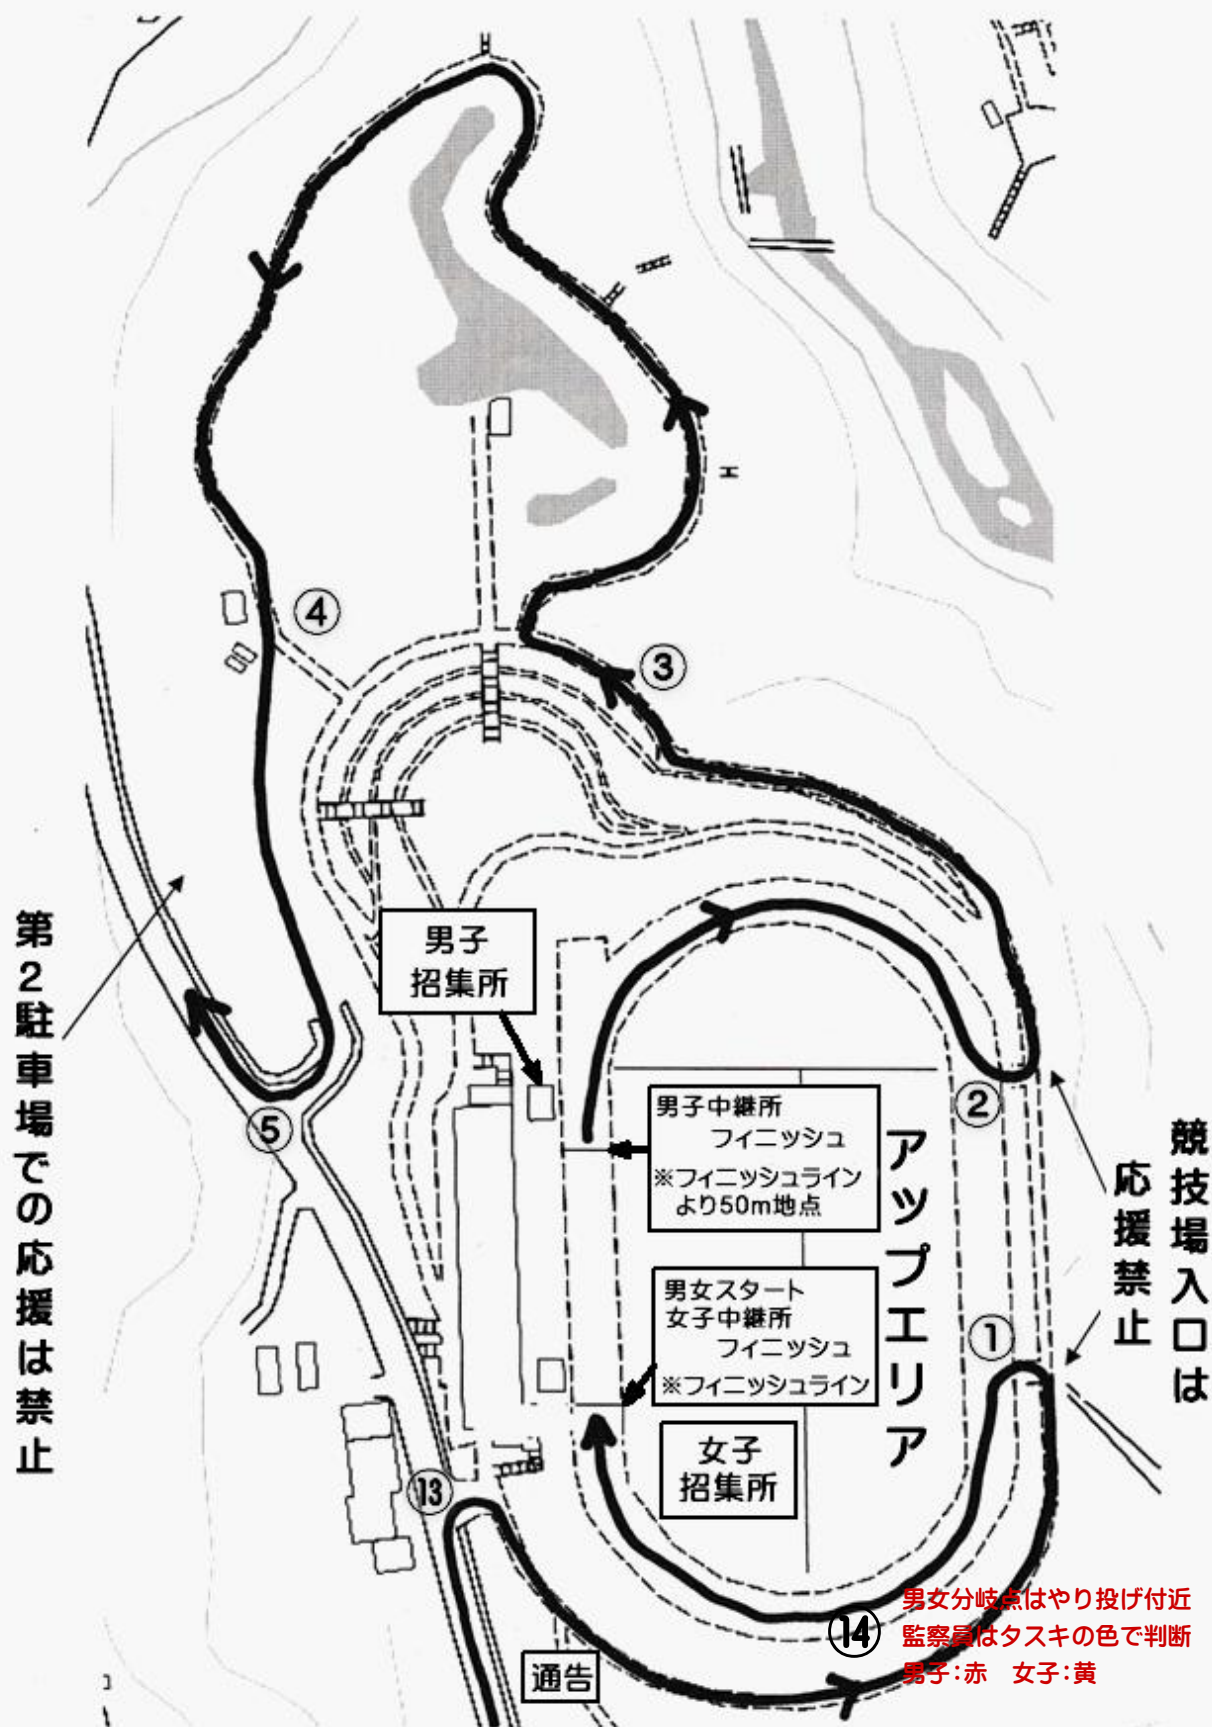 ④
③
男子
招集所
第2駐車場での応援は禁止
⑤
②
男子中継所
フィニッシュ
※フィニッシュライン
より50m地点
アップエリア
競技場入口は
応援禁止
男女スタート
女子中継所
フィニッシュ
※フィニッシュライン
①
女子
招集所
⑬
⑭
男女分岐点はやり投げ付近
監察員はタスキの色で判断
男子:赤　女子:黄
通告